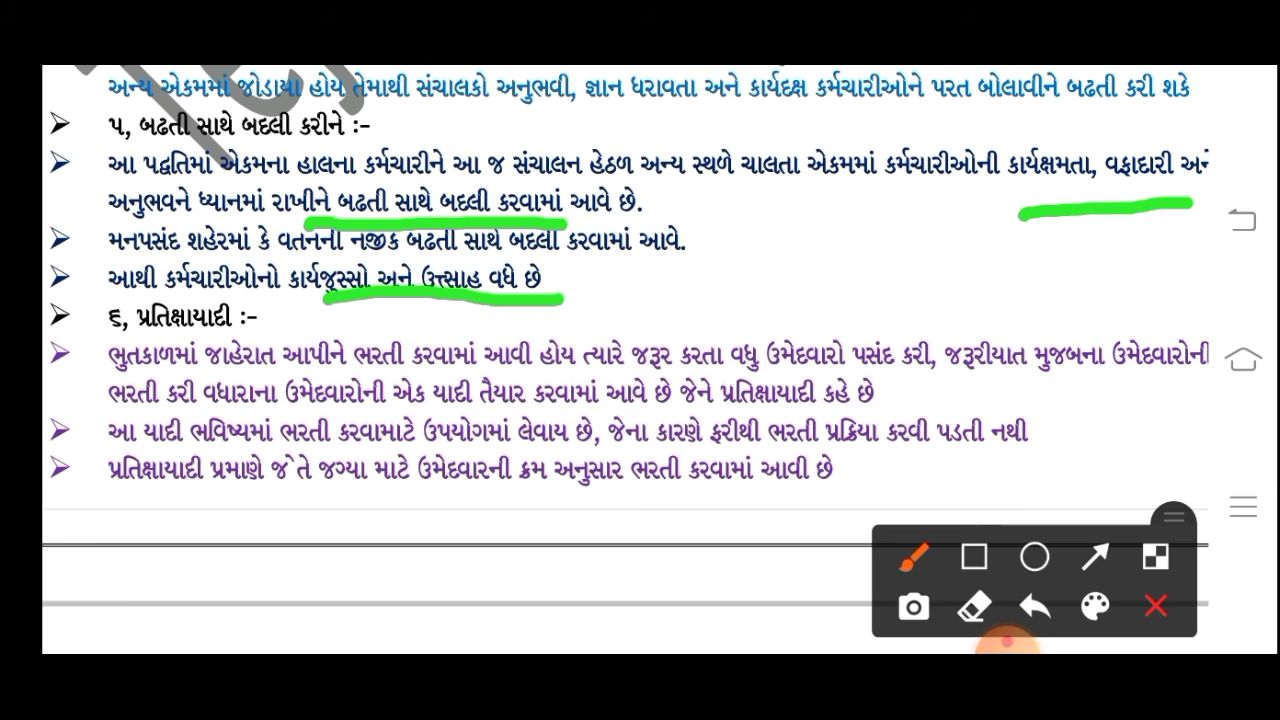 અન્ય એકમમાં જોડાયા હોય તેમાથી સંચાલકો અનુભવી, જ્ઞાન ધરાવતા અને કાર્યદક્ષ કર્મચારીઓને પરત બોલાવીને બઢતી કરી શકે
➢ ૫, બઢતી સાથે બદલી કરીને :-
➢ આ પદ્વતિમાં એકમના હાલના કર્મચારીને આ જ સંચાલન હેઠળ અન્ય સ્થળે ચાલતા એકમમાં કર્મચારીઓની કાર્યક્ષમતા, વફાદારી અને
અનુભવને ધ્યાનમાં રાખીને બઢતી સાથે બદલી કરવામાં આવે છે.
➢ મનપસંદ શહેરમાં કે વતનની નજીક બઢતી સાથે બદલી કરવામાં આવે.
➢ આથી કર્મચારીઓનો કાર્યજુસ્સો અને ઉત્ત્સાહ વધે છે
➢ ૬, પ્રતિક્ષાયાદી :-
➢ ભુતકાળમાં જાહેરાત આપીને ભરતી કરવામાં આવી હોય ત્યારે જરૂર કરતા વધુ ઉમેદવારો પસંદ કરી, જરૂરીયાત મુજબના ઉમેદવારોની
ભરતી કરી વધારાના ઉમેદવારોની એક યાદી તૈયાર કરવામાં આવે છે જેને પ્રતિક્ષાયાદી કહે છે
➢ આ યાદી ભવિષ્યમાં ભરતી કરવામાટે ઉપયોગમાં લેવાય છે, જેના કારણે ફરીથી ભરતી પ્રક્રિયા કરવી પડતી નથી
➢ પ્રતિક્ષાયાદી પ્રમાણે જે તે જગ્યા માટે ઉમેદવારની ક્રમ અનુસાર ભરતી કરવામાં આવી છે